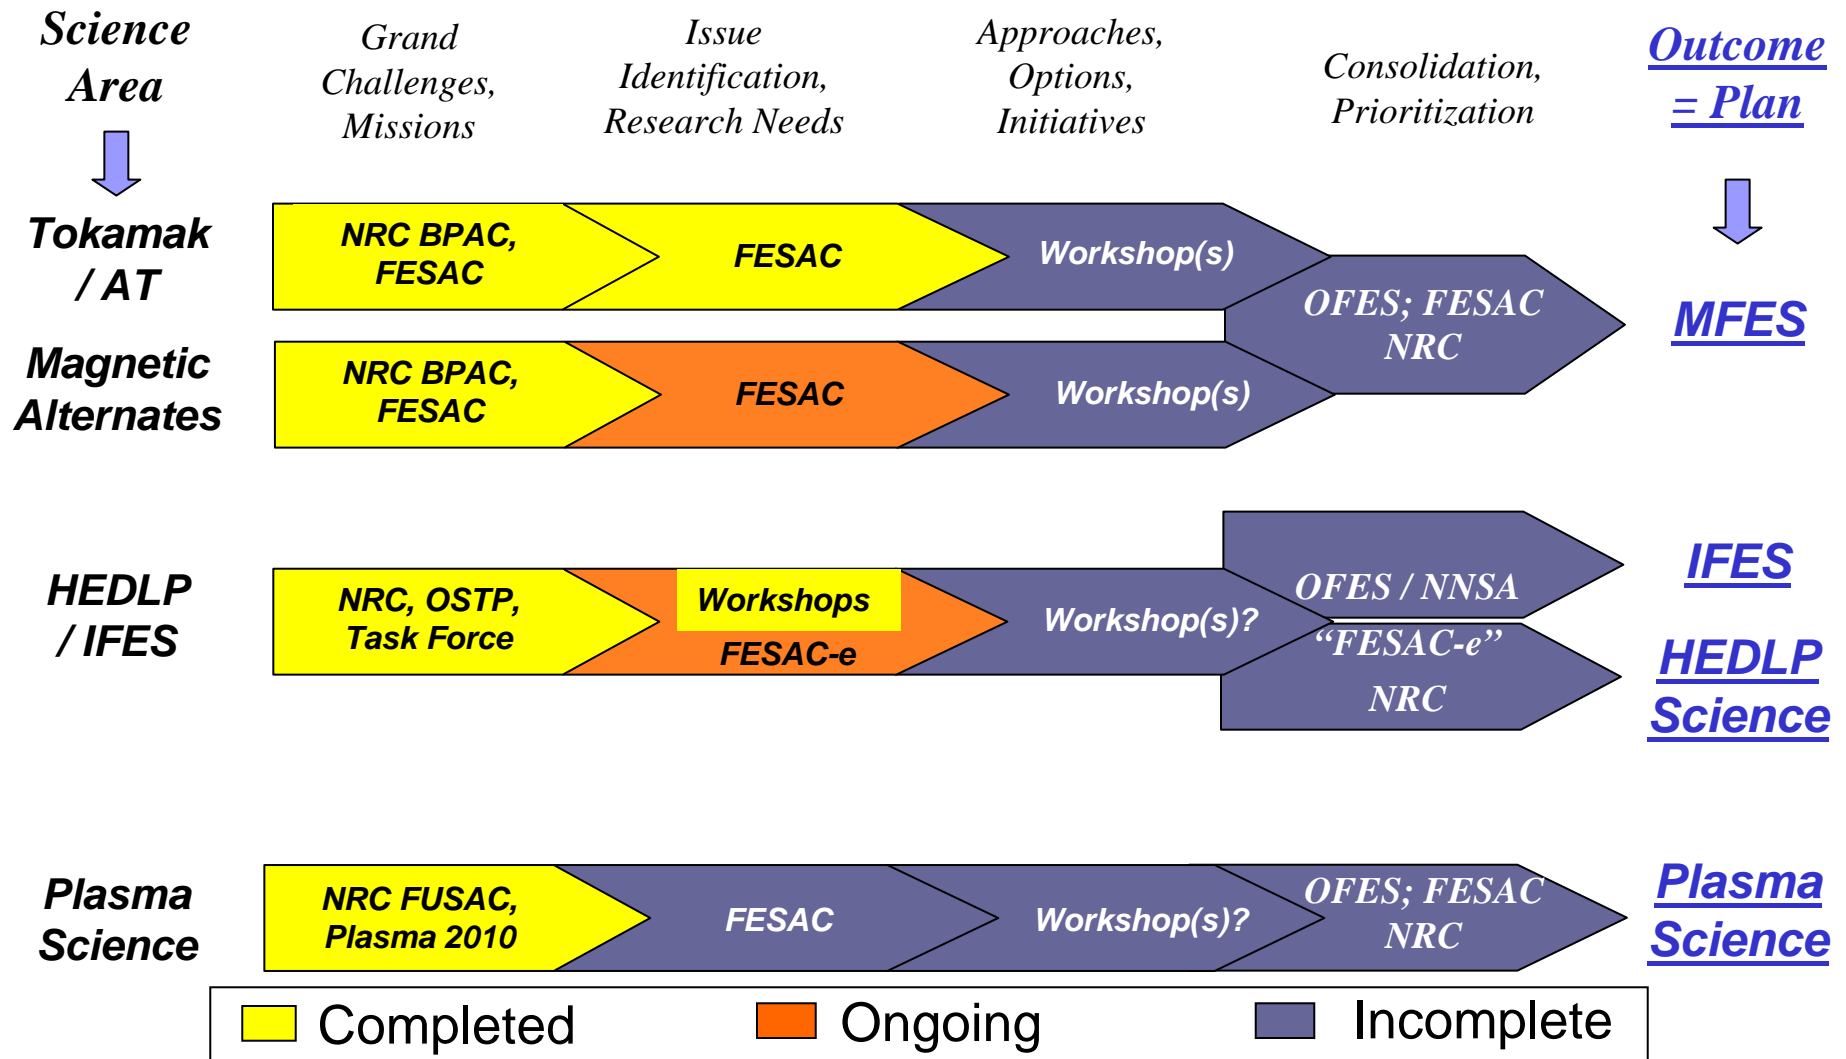 Science
Area
Grand
Challenges,
Missions
Issue
Identification,
Research Needs
Approaches,
Options,
Initiatives
Consolidation,
Prioritization
Outcome
= Plan
Tokamak
/ AT
NRC BPAC,
FESAC
FESAC
Workshop(s)
OFES; FESAC
NRC
MFES
Magnetic
Alternates
NRC BPAC,
FESAC
FESAC
Workshop(s)
HEDLP
/ IFES
NRC, OSTP,
Task Force
Workshops
FESAC-e
Workshop(s)?
OFES / NNSA
“FESAC-e”
NRC
IFES
HEDLP
Science
Plasma
Science
NRC FUSAC,
Plasma 2010
FESAC
Workshop(s)?
OFES; FESAC
NRC
Plasma
Science
Completed
Ongoing
Incomplete